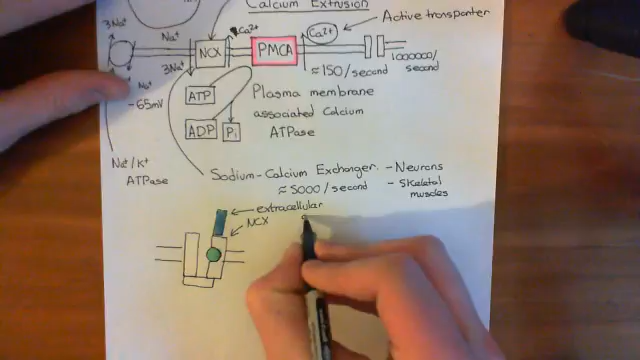 Calcium Extrusion
Active transporter
3Na+
Na+
NCX
Ca2+
PMCA
Ca2+
3Na+
≈150/second
1000000/
second
Na+
-65mV
ATP
Plasma membrane
associated Calcium
ATPase
ADP
Pi
Na+/K+
ATPase
Sodium-Calcium Exchanger
≈5000/second
- Neurons
- Skeletal
muscles
extracellular
NCX